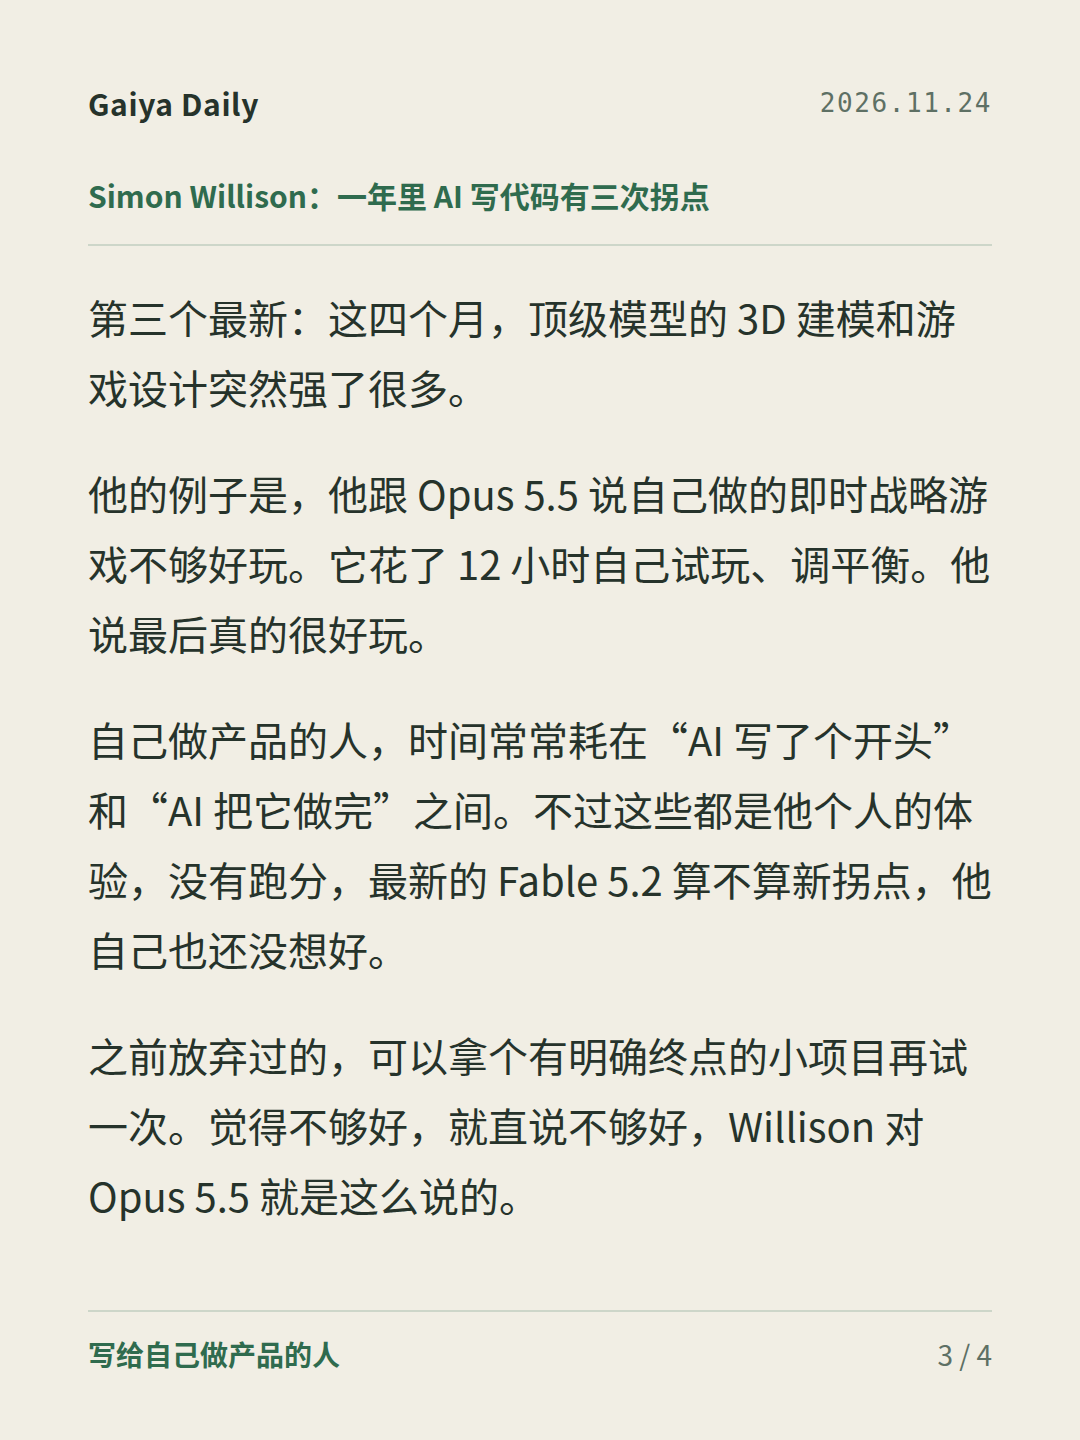 Gaiya Daily
2026.11.24
Simon Willison：一年里 AI 写代码有三次拐点
第三个最新：这四个月，顶级模型的 3D 建模和游
戏设计突然强了很多。
他的例子是，他跟 Opus 5.5 说自己做的即时战略游
戏不够好玩。它花了 12 小时自己试玩、调平衡。他
说最后真的很好玩。
自己做产品的人，时间常常耗在“AI 写了个开头”
和“AI 把它做完”之间。不过这些都是他个人的体
验，没有跑分，最新的 Fable 5.2 算不算新拐点，他
自己也还没想好。
之前放弃过的，可以拿个有明确终点的小项目再试
一次。觉得不够好，就直说不够好，Willison 对
Opus 5.5 就是这么说的。
写给自己做产品的人
3 / 4